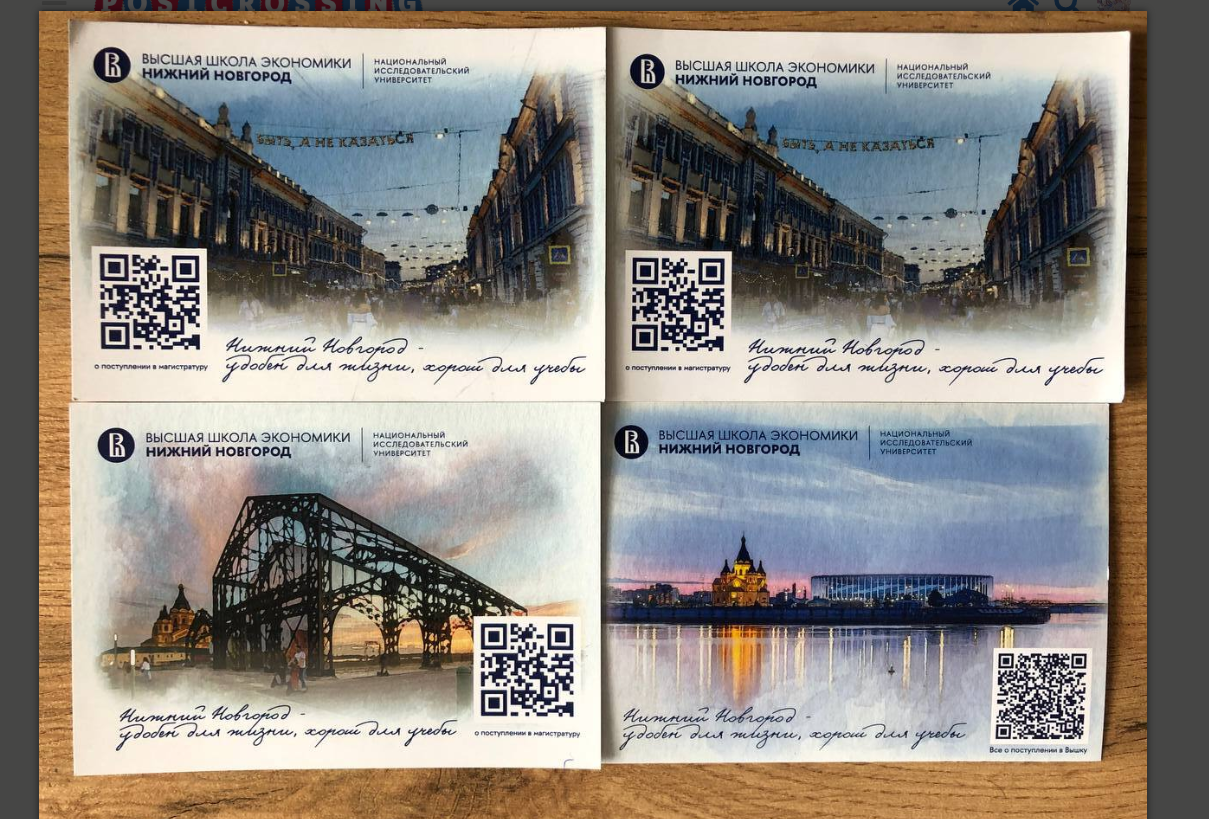 POSTCROSSING
ВЫСШАЯ ШКОЛА ЭКОНОМИКИ
НИЖНИЙ НОВГОРОД
НАЦИОНАЛЬНЫЙ
ИССЛЕДОВАТЕЛЬСКИЙ
УНИВЕРСИТЕТ
БЫТЬ, А НЕ КАЗАТЬСЯ
о поступлении в магистратуру
Нижний Новгород -
удобен для жизни, хорош для учебы
ВЫСШАЯ ШКОЛА ЭКОНОМИКИ
НИЖНИЙ НОВГОРОД
НАЦИОНАЛЬНЫЙ
ИССЛЕДОВАТЕЛЬСКИЙ
УНИВЕРСИТЕТ
БЫТЬ, А НЕ КАЗАТЬСЯ
о поступлении в магистратуру
Нижний Новгород -
удобен для жизни, хорош для учебы
ВЫСШАЯ ШКОЛА ЭКОНОМИКИ
НИЖНИЙ НОВГОРОД
НАЦИОНАЛЬНЫЙ
ИССЛЕДОВАТЕЛЬСКИЙ
УНИВЕРСИТЕТ
Нижний Новгород -
удобен для жизни, хорош для учебы
о поступлении в магистратуру
ВЫСШАЯ ШКОЛА ЭКОНОМИКИ
НИЖНИЙ НОВГОРОД
НАЦИОНАЛЬНЫЙ
ИССЛЕДОВАТЕЛЬСКИЙ
УНИВЕРСИТЕТ
Нижний Новгород -
удобен для жизни, хорош для учебы
Все о поступлении в Вышку